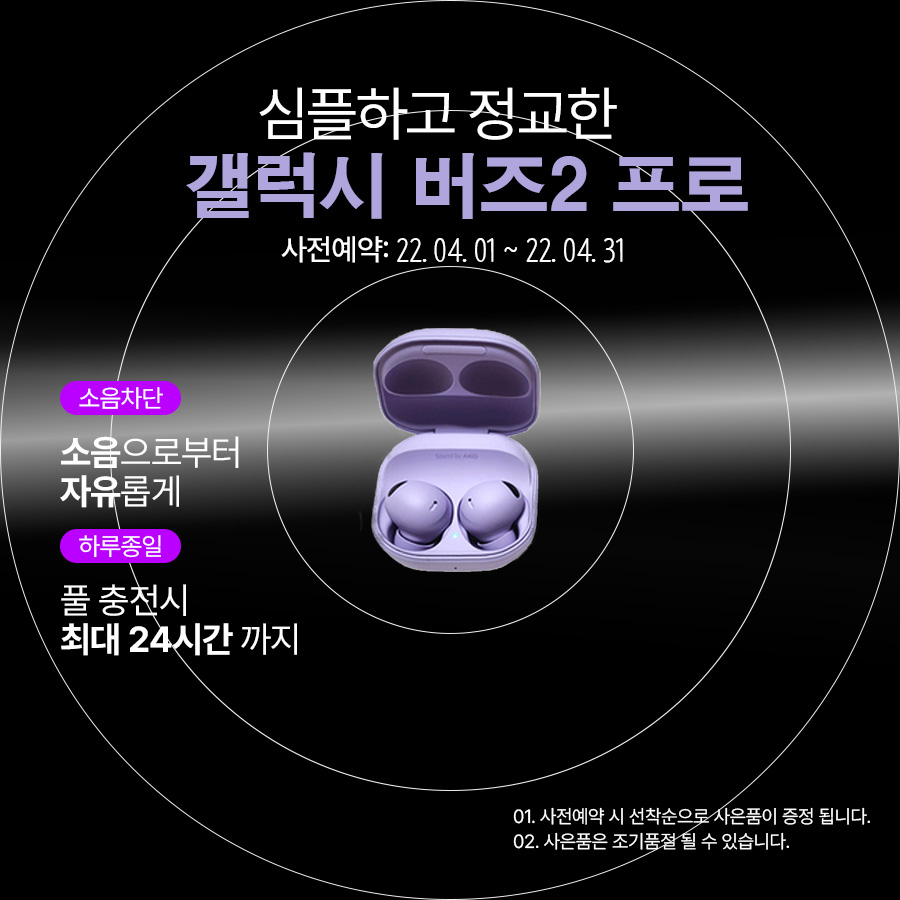 심플하고 정교한
갤럭시 버즈2 프로
사전예약: 22. 04. 01 ~ 22. 04. 31
소음차단
소음으로부터
자유롭게
하루종일
풀 충전시
최대 24시간 까지
Sound by AKG
01. 사전예약 시 선착순으로 사은품이 증정 됩니다.
02. 사은품은 조기품절 될 수 있습니다.